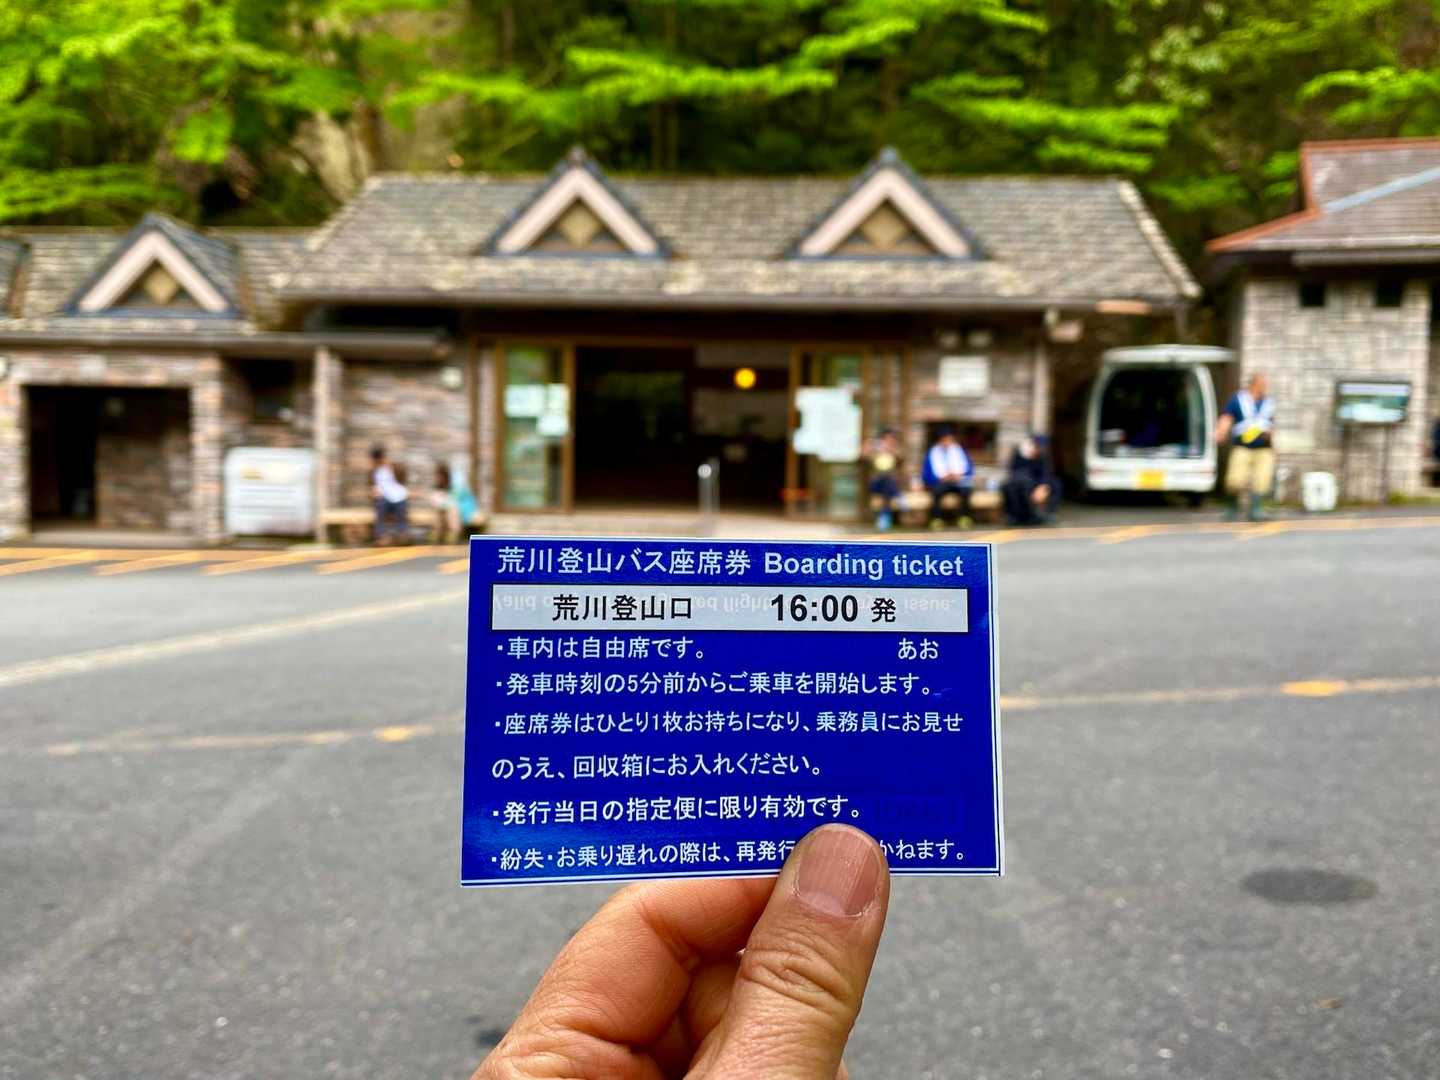 荒川登山バス座席券 Boarding ticket
荒川登山口 16:00 発
・車内は自由席です。 あお
・発車時刻の5分前からご乗車を開始します。
・座席券はひとり1枚お持ちになり、乗務員にお見せ
のうえ、回収箱にお入れください。
・発行当日の指定便に限り有効です。
・紛失・お乗り遅れの際は、再発行 かねます。